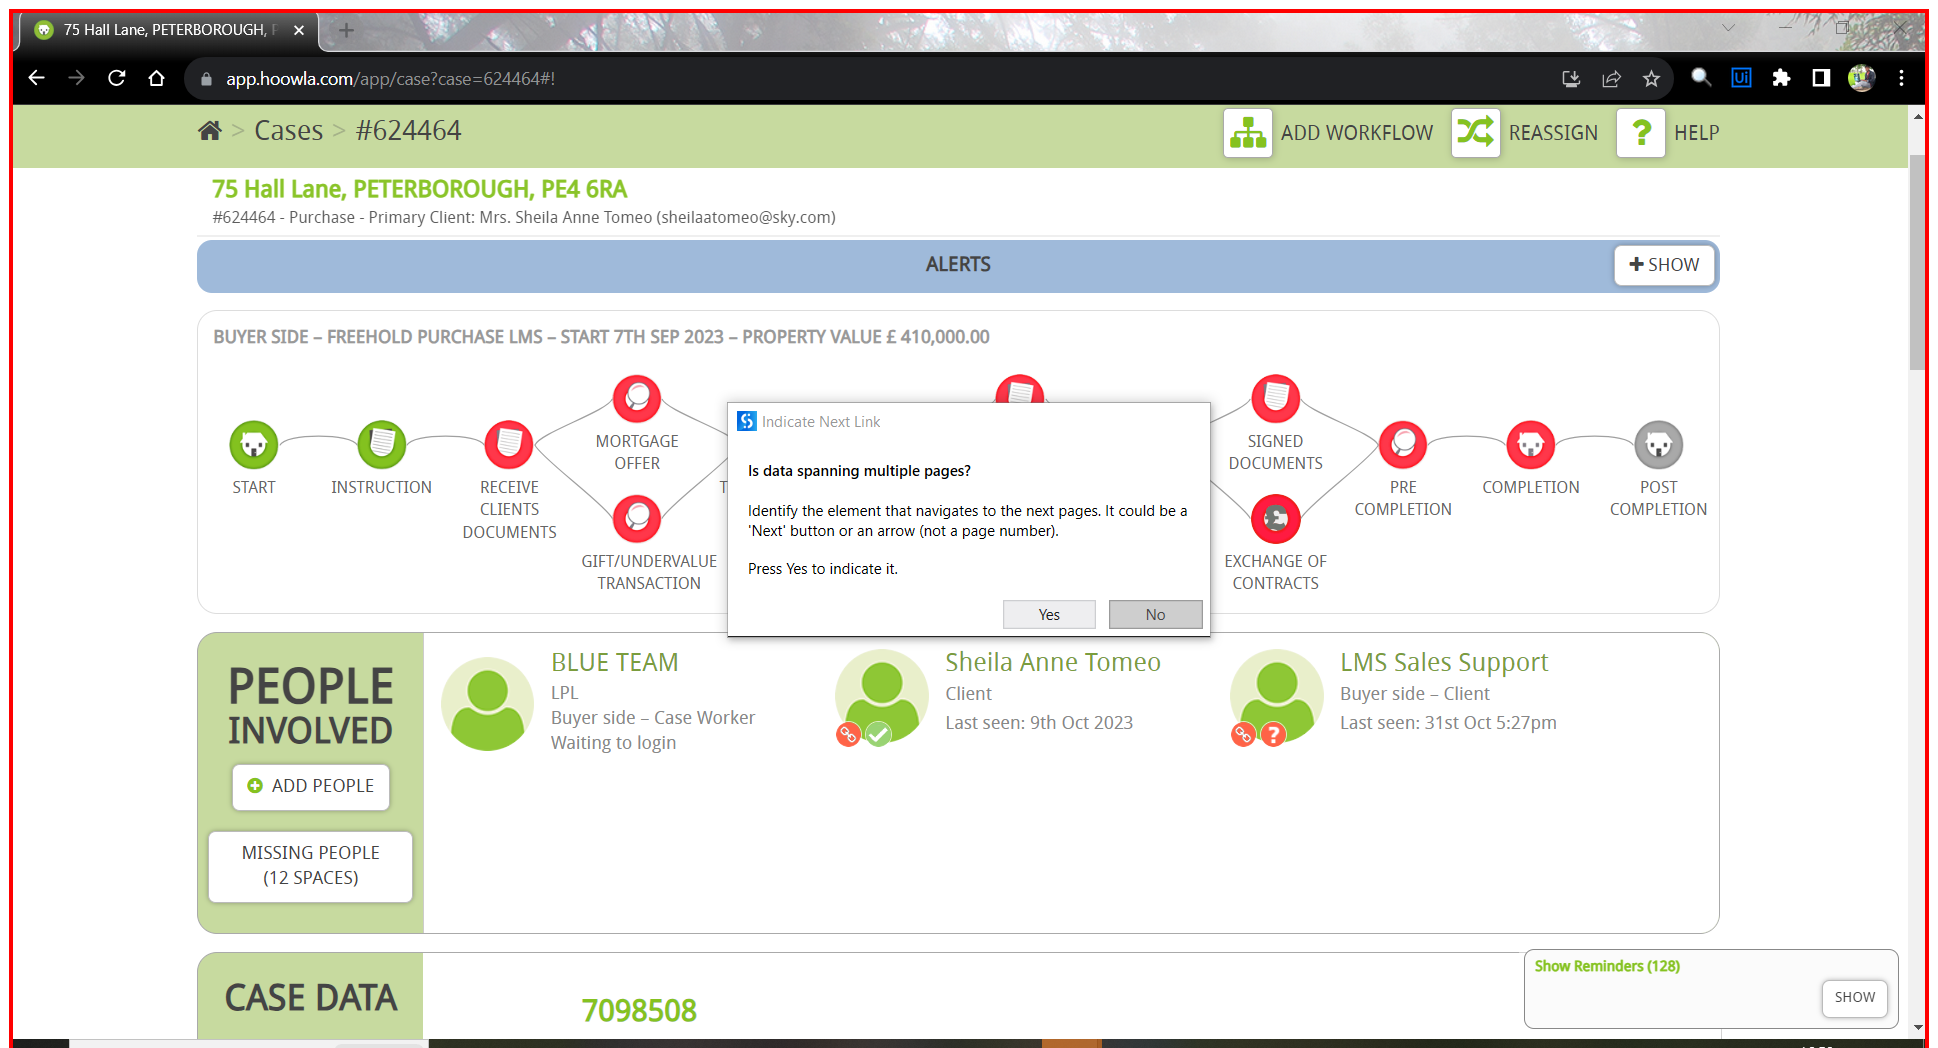 75 Hall Lane, PETERBOROUGH, P
app.hoowla.com/app/case?case=624464#!
Ui
> Cases > #624464
ADD WORKFLOW
REASSIGN
? HELP
75 Hall Lane, PETERBOROUGH, PE4 6RA
#624464 - Purchase - Primary Client: Mrs. Sheila Anne Tomeo (sheilaatomeo@sky.com)
ALERTS
SHOW
BUYER SIDE – FREEHOLD PURCHASE LMS – START 7TH SEP 2023 – PROPERTY VALUE £ 410,000.00
START
INSTRUCTION
RECEIVE
CLIENTS
DOCUMENTS
MORTGAGE
OFFER
GIFT/UNDERVALUE
TRANSACTION
T
SIGNED
DOCUMENTS
EXCHANGE OF
CONTRACTS
PRE
COMPLETION
COMPLETION
POST
COMPLETION
Indicate Next Link
Is data spanning multiple pages?
Identify the element that navigates to the next pages. It could be a
'Next' button or an arrow (not a page number).
Press Yes to indicate it.
Yes
No
PEOPLE
INVOLVED
ADD PEOPLE
MISSING PEOPLE
(12 SPACES)
BLUE TEAM
LPL
Buyer side – Case Worker
Waiting to login
Sheila Anne Tomeo
Client
Last seen: 9th Oct 2023
LMS Sales Support
Buyer side – Client
Last seen: 31st Oct 5:27pm
CASE DATA
7098508
Show Reminders (128)
SHOW